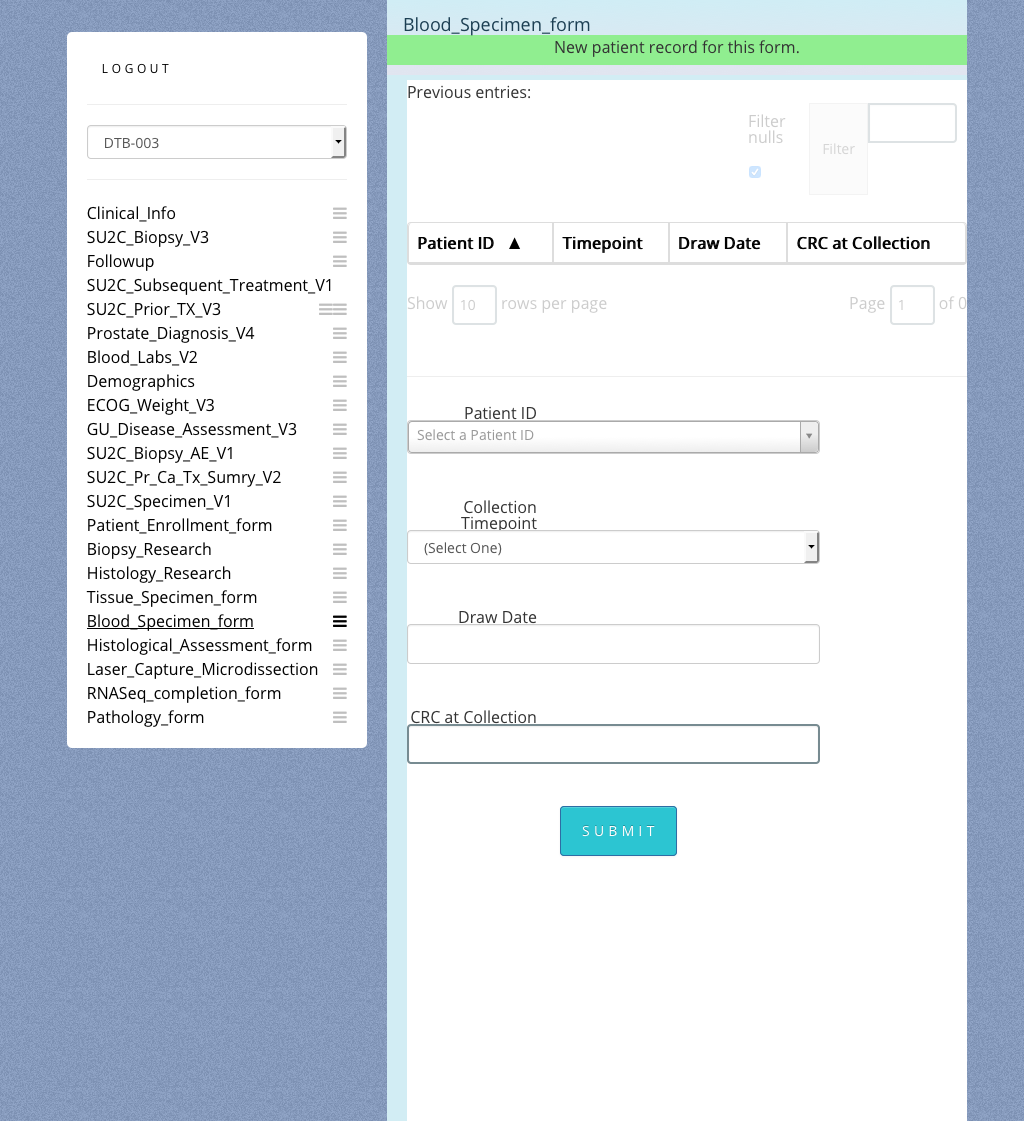 LOGOUT
DTB-003
Clinical_Info
SU2C_Biopsy_V3
Followup
SU2C_Subsequent_Treatment_V1
SU2C_Prior_TX_V3
Prostate_Diagnosis_V4
Blood_Labs_V2
Demographics
ECOG_Weight_V3
GU_Disease_Assessment_V3
SU2C_Biopsy_AE_V1
SU2C_Pr_Ca_Tx_Sumry_V2
SU2C_Specimen_V1
Patient_Enrollment_form
Biopsy_Research
Histology_Research
Tissue_Specimen_form
Blood_Specimen_form
Histological_Assessment_form
Laser_Capture_Microdissection
RNASeq_completion_form
Pathology_form
Blood_Specimen_form
New patient record for this form.
Previous entries:
Filter
nulls
Filter
Patient ID ▲ Timepoint Draw Date CRC at Collection
Show 10 rows per page Page 1 of 0
Patient ID
Select a Patient ID
Collection
Timepoint
(Select One)
Draw Date
CRC at Collection
SUBMIT